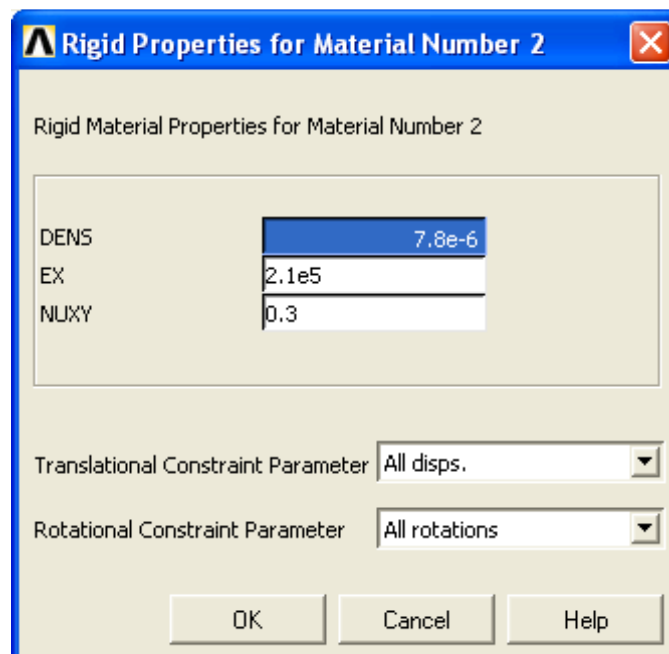 Rigid Properties for Material Number 2
Rigid Material Properties for Material Number 2
DENS 7.8e-6
EX 2.1e5
NUXY 0.3
Translational Constraint Parameter All disps.
Rotational Constraint Parameter All rotations
OK Cancel Help